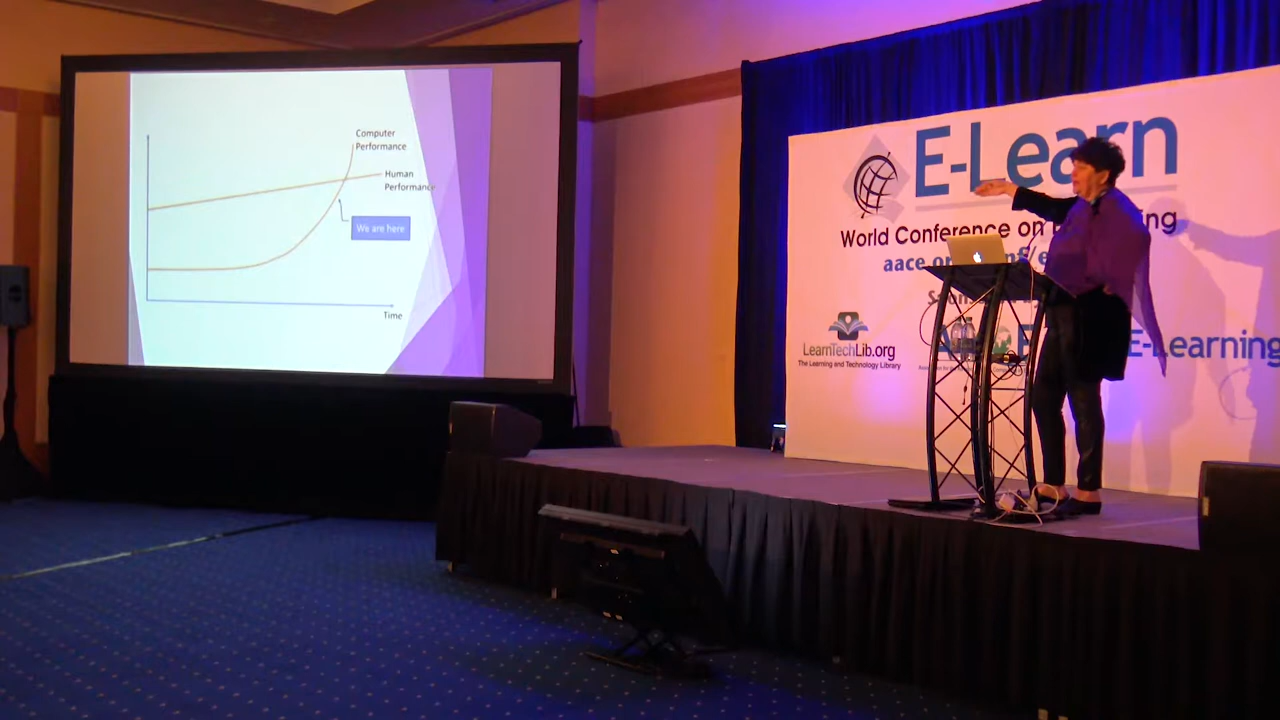 Computer
Performance
Human
Performance
We are here
Time
E-Learn
World Conference on
ing
LearnTechLib.org
The Learning and Technology Library
E-Learning